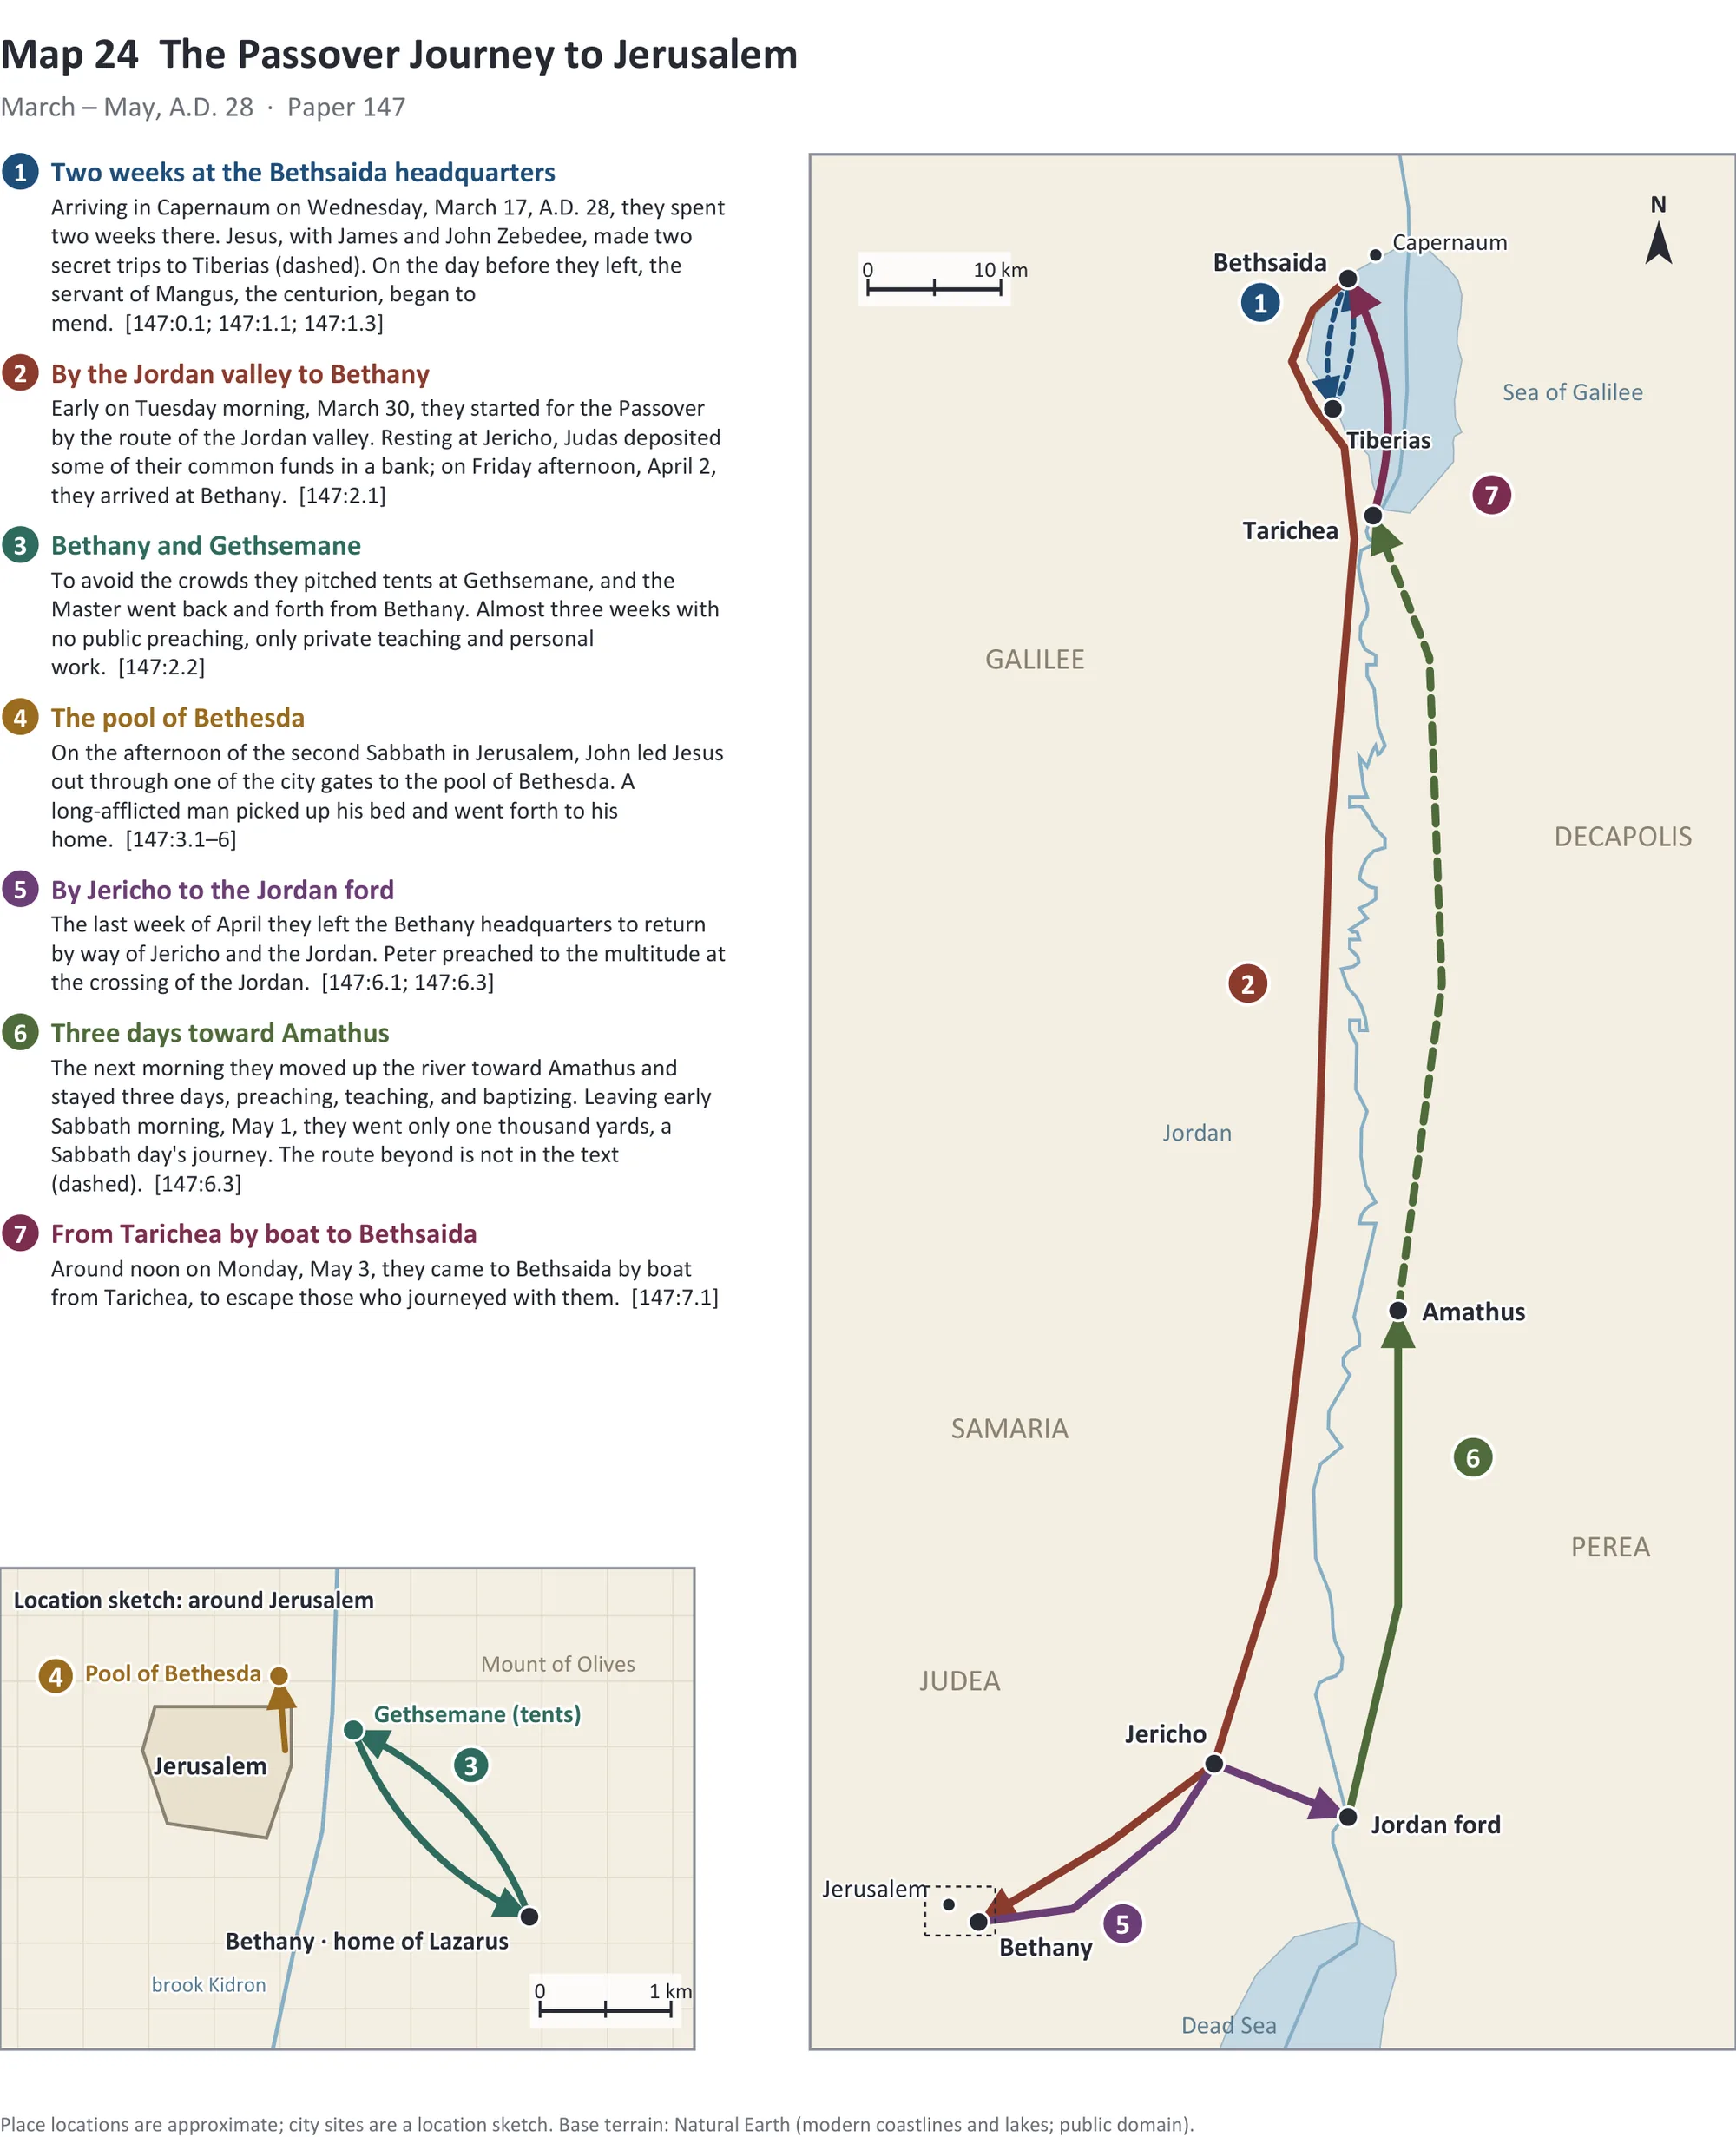 Map 24  The Passover Journey to Jerusalem
March – May, A.D. 28 · Paper 147
1 Two weeks at the Bethsaida headquarters
Arriving in Capernaum on Wednesday, March 17, A.D. 28, they spent
two weeks there. Jesus, with James and John Zebedee, made two
secret trips to Tiberias (dashed). On the day before they left, the
servant of Mangus, the centurion, began to
mend.  [147:0.1; 147:1.1; 147:1.3]
2 By the Jordan valley to Bethany
Early on Tuesday morning, March 30, they started for the Passover
by the route of the Jordan valley. Resting at Jericho, Judas deposited
some of their common funds in a bank; on Friday afternoon, April 2,
they arrived at Bethany.  [147:2.1]
3 Bethany and Gethsemane
To avoid the crowds they pitched tents at Gethsemane, and the
Master went back and forth from Bethany. Almost three weeks with
no public preaching, only private teaching and personal
work.  [147:2.2]
4 The pool of Bethesda
On the afternoon of the second Sabbath in Jerusalem, John led Jesus
out through one of the city gates to the pool of Bethesda. A
long-afflicted man picked up his bed and went forth to his
home.  [147:3.1–6]
5 By Jericho to the Jordan ford
The last week of April they left the Bethany headquarters to return
by way of Jericho and the Jordan. Peter preached to the multitude at
the crossing of the Jordan.  [147:6.1; 147:6.3]
6 Three days toward Amathus
The next morning they moved up the river toward Amathus and
stayed three days, preaching, teaching, and baptizing. Leaving early
Sabbath morning, May 1, they went only one thousand yards, a
Sabbath day's journey. The route beyond is not in the text
(dashed).  [147:6.3]
7 From Tarichea by boat to Bethsaida
Around noon on Monday, May 3, they came to Bethsaida by boat
from Tarichea, to escape those who journeyed with them.  [147:7.1]
Location sketch: around Jerusalem
Mount of Olives
4 Pool of Bethesda
Gethsemane (tents)
Jerusalem
3
Bethany · home of Lazarus
brook Kidron
0 1 km
N
Capernaum
Bethsaida
0 10 km
1
Sea of Galilee
Tiberias
7
Tarichea
GALILEE
DECAPOLIS
2
Jordan
Amathus
SAMARIA
6
PEREA
JUDEA
Jericho
Jordan ford
Jerusalem
5
Bethany
Dead Sea
Place locations are approximate; city sites are a location sketch. Base terrain: Natural Earth (modern coastlines and lakes; public domain).